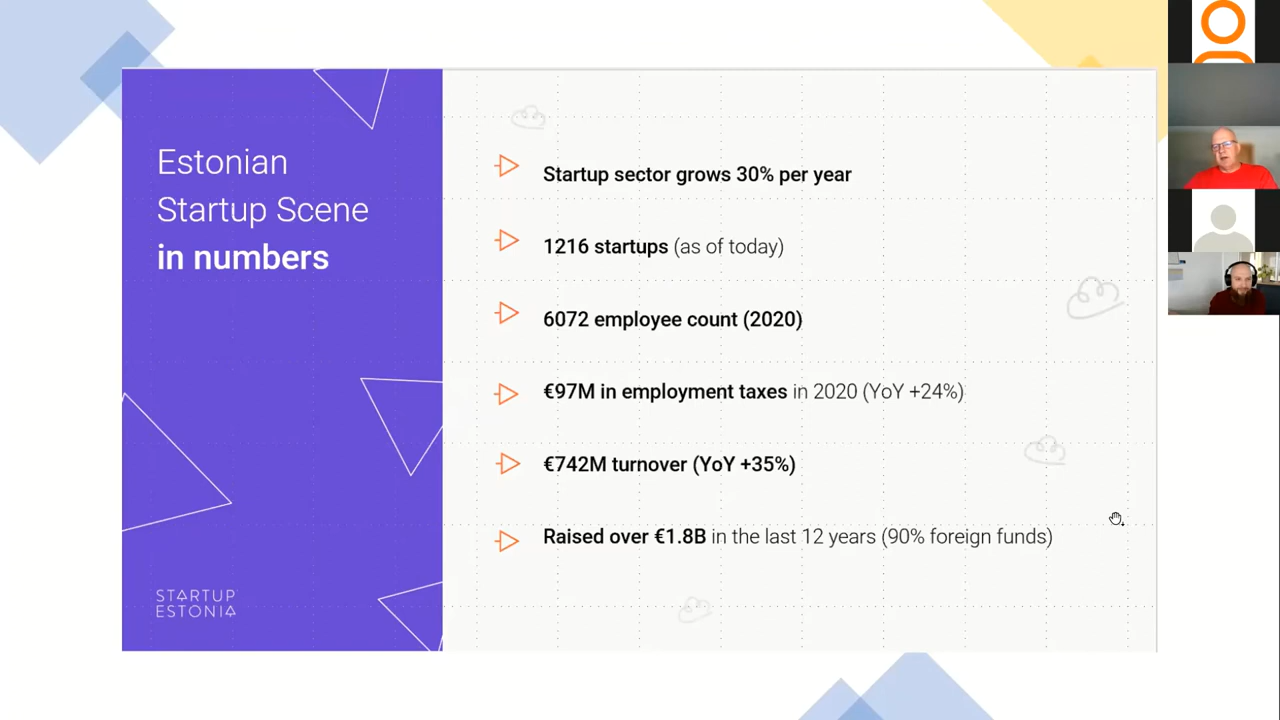 Estonian
Startup Scene
in numbers
STARTUP
ESTONIA
Startup sector grows 30% per year
1216 startups (as of today)
6072 employee count (2020)
€97M in employment taxes in 2020 (YoY +24%)
€742M turnover (YoY +35%)
Raised over €1.8B in the last 12 years (90% foreign funds)